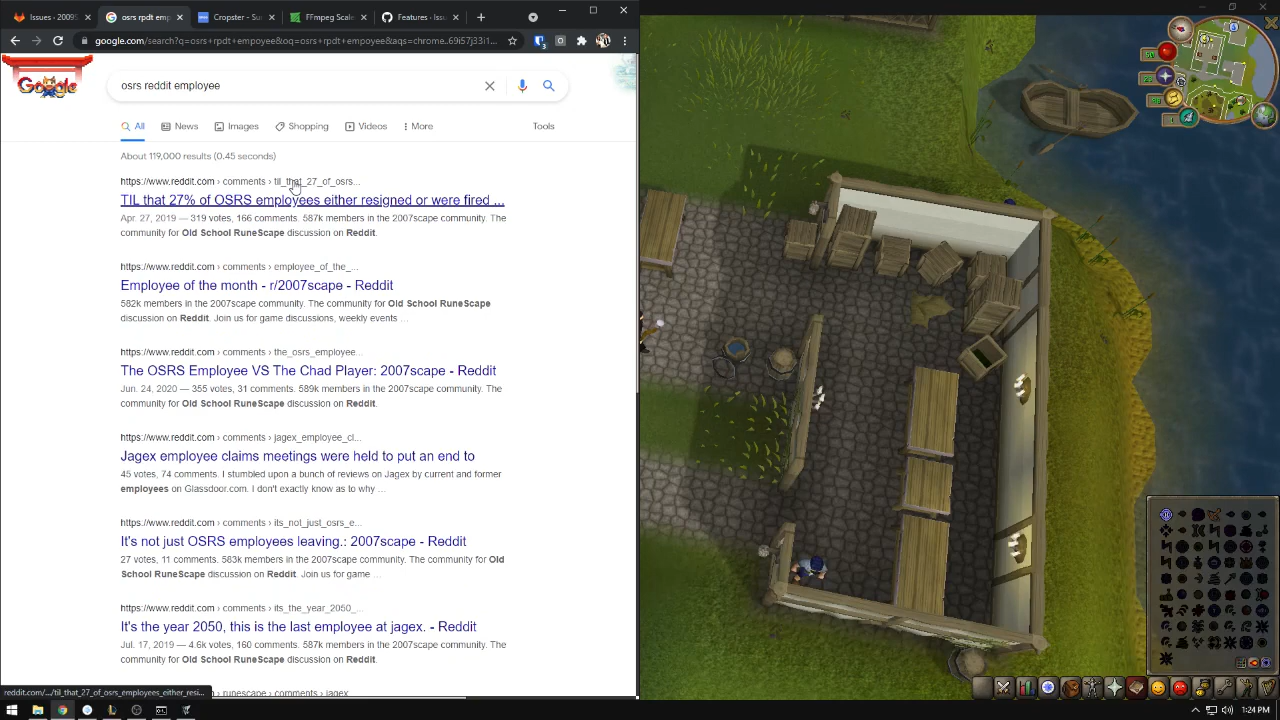 Issues · 2009S
osrs rpdt emp
Cropster - Su
FFmpeg Scale
Features · Issu
google.com/search?q=osrs+rpdt+empoyee&oq=osrs+rpdt+empoyee&aqs=chrome..69i57j33i1...
Google
osrs reddit employee
All
News
Images
Shopping
Videos
More
Tools
About 119,000 results (0.45 seconds)
https://www.reddit.com › comments › til_that_27_of_osrs...
TIL that 27% of OSRS employees either resigned or were fired ...
Apr. 27, 2019 — 319 votes, 166 comments. 587k members in the 2007scape community. The
community for Old School RuneScape discussion on Reddit.
https://www.reddit.com › comments › employee_of_the_...
Employee of the month - r/2007scape - Reddit
582k members in the 2007scape community. The community for Old School RuneScape
discussion on Reddit. Join us for game discussions, weekly events ...
https://www.reddit.com › comments › the_osrs_employee...
The OSRS Employee VS The Chad Player: 2007scape - Reddit
Jun. 24, 2020 — 355 votes, 31 comments. 589k members in the 2007scape community. The
community for Old School RuneScape discussion on Reddit.
https://www.reddit.com › comments › jagex_employee_cl...
Jagex employee claims meetings were held to put an end to
45 votes, 74 comments. I stumbled upon a bunch of reviews on Jagex by current and former
employees on Glassdoor.com. I don't exactly know as to why ...
https://www.reddit.com › comments › its_not_just_osrs_e...
It's not just OSRS employees leaving.: 2007scape - Reddit
27 votes, 11 comments. 583k members in the 2007scape community. The community for Old
School RuneScape discussion on Reddit. Join us for game ...
https://www.reddit.com › comments › its_the_year_2050_...
It's the year 2050, this is the last employee at jagex. - Reddit
Jul. 17, 2019 — 4.6k votes, 160 comments. 587k members in the 2007scape community. The
community for Old School RuneScape discussion on Reddit.
reddit.com/.../til_that_27_of_osrs_employees_either_resi...
› runescape › comments › jagex
1:24 PM